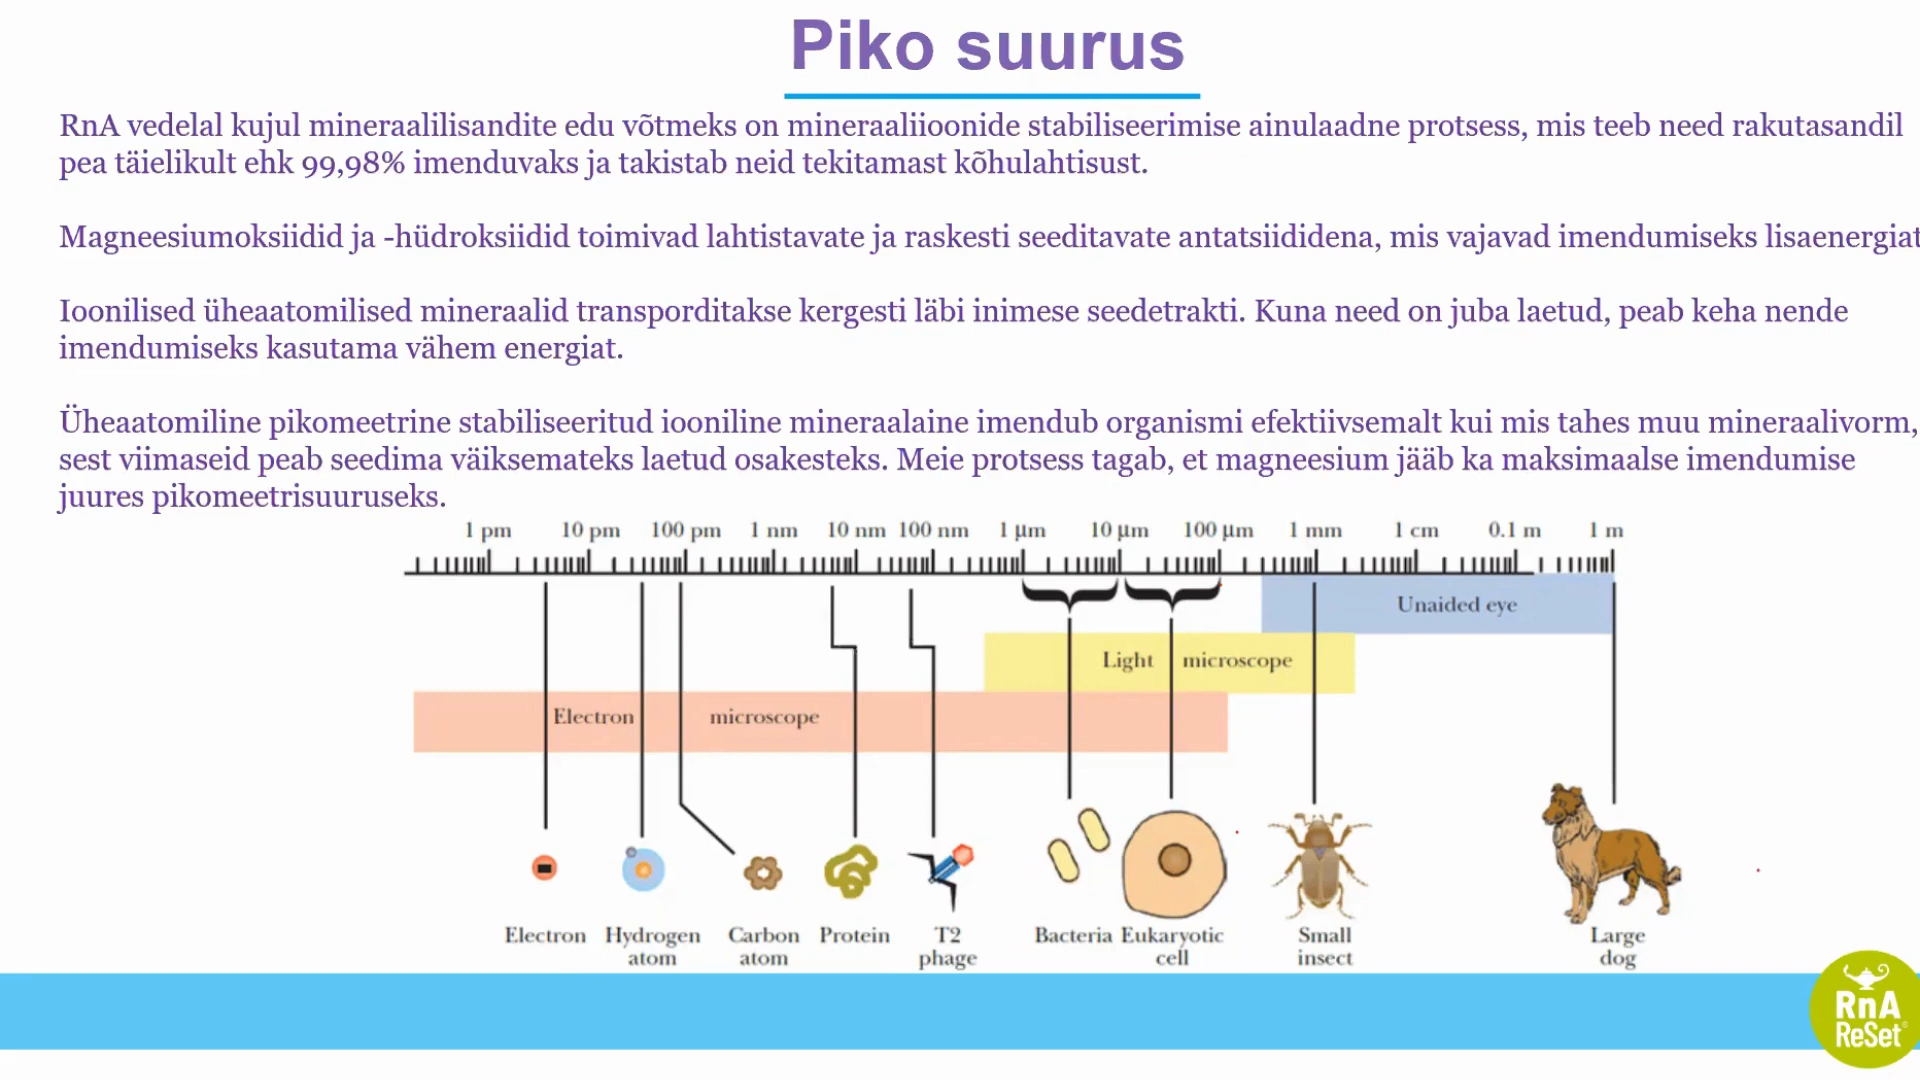 Piko suurus
RnA vedelal kujul mineraalilisandite edu võtmeks on mineraaliioonide stabiliseerimise ainulaadne protsess, mis teeb need rakutasandil
pea täielikult ehk 99,98% imenduvaks ja takistab neid tekitamast kõhulahtisust.
Magneesiumoksiidid ja -hüdroksiidid toimivad lahtistavate ja raskesti seeditavate antatsiididena, mis vajavad imendumiseks lisaenergiat
Ioonilised üheaatomilised mineraalid transporditakse kergesti läbi inimese seedetrakti. Kuna need on juba laetud, peab keha nende
imendumiseks kasutama vähem energiat.
Üheaatomiline pikomeetrine stabiliseeritud iooniline mineraalaine imendub organismi efektiivsemalt kui mis tahes muu mineraalivorm,
sest viimaseid peab seedima väiksemateks laetud osakesteks. Meie protsess tagab, et magneesium jääb ka maksimaalse imendumise
juures pikomeetrisuuruseks.
1 pm 10 pm 100 pm 1 nm 10 nm 100 nm 1 µm 10 µm 100 µm 1 mm 1 cm 0.1 m 1 m
Unaided eye
Light microscope
Electron microscope
Electron Hydrogen Carbon Protein T2 Bacteria Eukaryotic Small Large
atom atom phage cell insect dog
RnA
ReSet